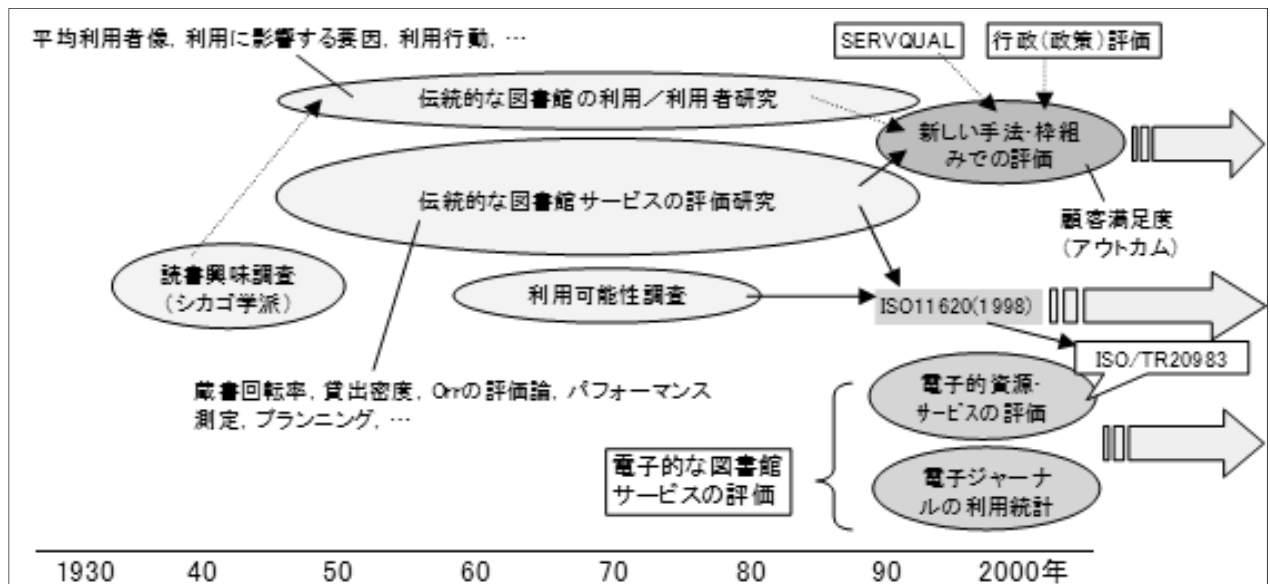 平均利用者像, 利用に影響する要因, 利用行動, …
SERVQUAL
行政(政策)評価
伝統的な図書館の利用／利用者研究
新しい手法・枠組
みでの評価
伝統的な図書館サービスの評価研究
顧客満足度
(アウトカム)
読書興味調査
(シカゴ学派)
利用可能性調査
ISO11620(1998)
ISO/TR20983
蔵書回転率, 貸出密度, Orrの評価論, パフォーマンス
測定, プランニング, …
電子的資源・
サービスの評価
電子的な図書館
サービスの評価
電子ジャーナ
ルの利用統計
1930 40 50 60 70 80 90 2000年